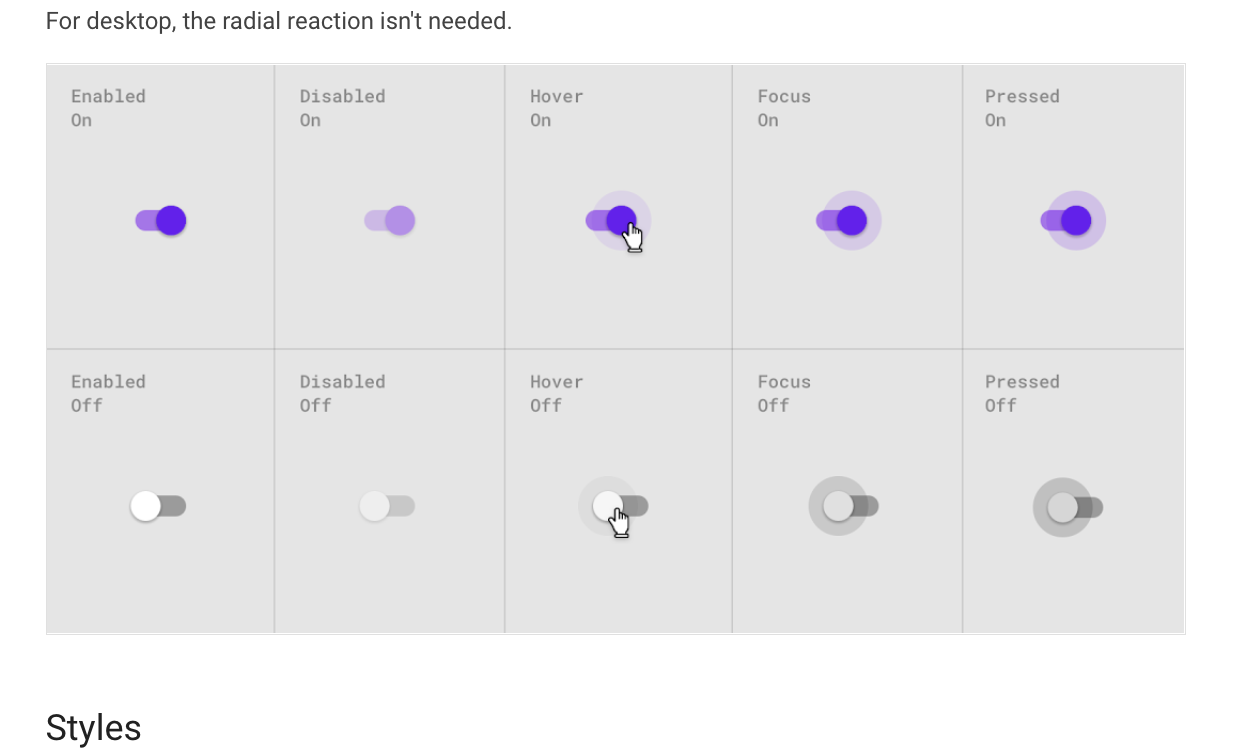 For desktop, the radial reaction isn't needed.
Enabled
On
Disabled
On
Hover
On
Focus
On
Pressed
On
Enabled
Off
Disabled
Off
Hover
Off
Focus
Off
Pressed
Off
Styles